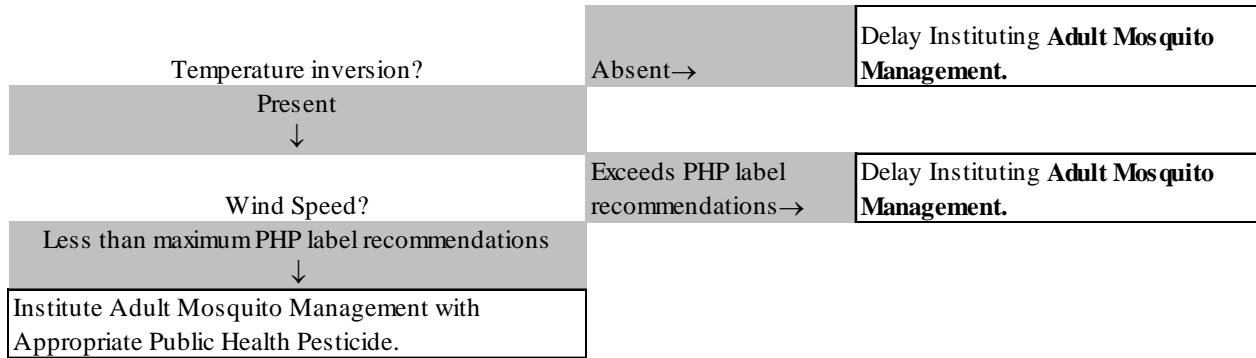 Temperature inversion?
Absent→
Delay Instituting Adult Mosquito
Management.
Present
↓
Wind Speed?
Exceeds PHP label
recommendations→
Delay Instituting Adult Mosquito
Management.
Less than maximum PHP label recommendations
↓
Institute Adult Mosquito Management with
Appropriate Public Health Pesticide.